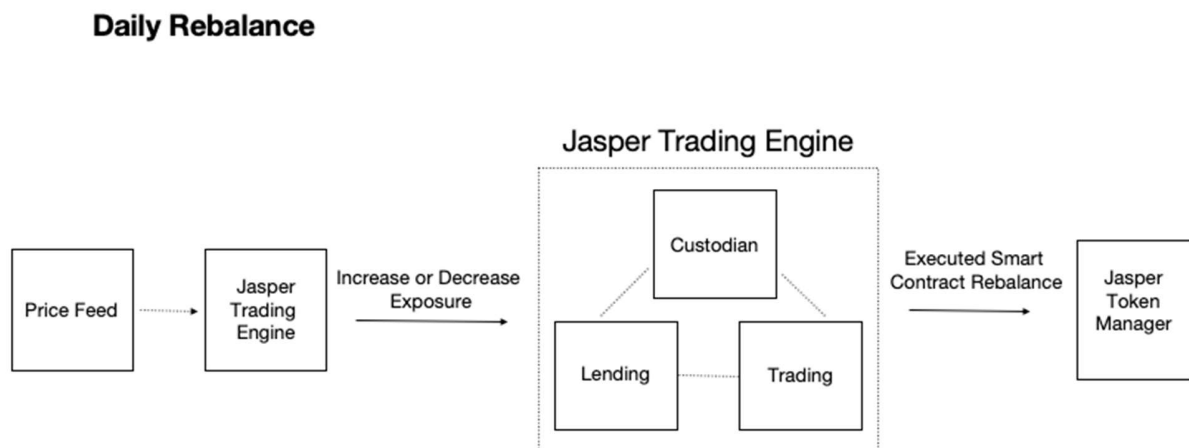 Daily Rebalance
Jasper Trading Engine
Price Feed
Jasper
Trading
Engine
Increase or Decrease
Exposure
Custodian
Lending
Trading
Executed Smart
Contract Rebalance
Jasper
Token
Manager